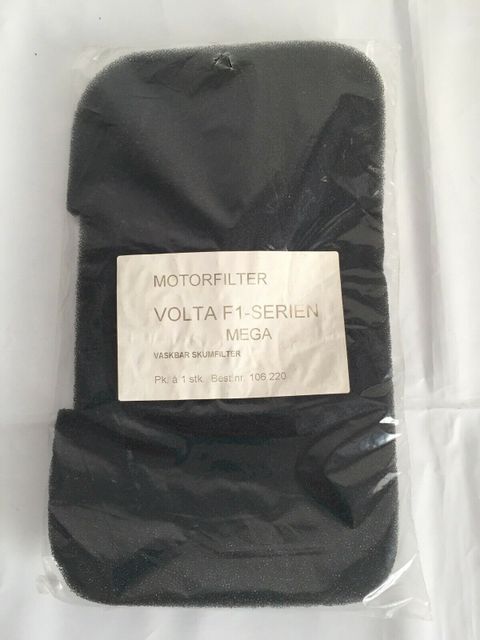 MOTORFILTER
VOLTA F1-SERIEN
MEGA
VASKBAR SKUMFILTER
Pk. à 1 stk. Best.nr. 106 220